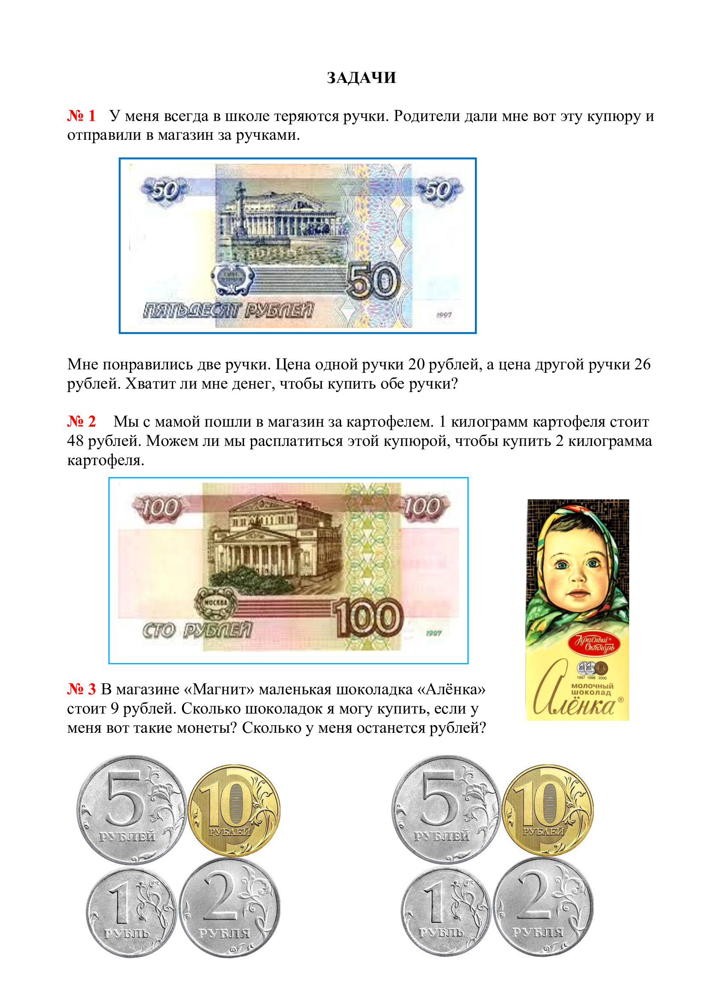 ЗАДАЧИ
№ 1 У меня всегда в школе теряются ручки. Родители дали мне вот эту купюру и
отправили в магазин за ручками.
50
50
50
ПЯТЬДЕСЯТ РУБЛЕЙ
1997
Мне понравились две ручки. Цена одной ручки 20 рублей, а цена другой ручки 26
рублей. Хватит ли мне денег, чтобы купить обе ручки?
№ 2 Мы с мамой пошли в магазин за картофелем. 1 килограмм картофеля стоит
48 рублей. Можем ли мы расплатиться этой купюрой, чтобы купить 2 килограмма
картофеля.
100
100
МОСКВА
100
СТО РУБЛЕЙ
1997
Красный®
Октябрь
1997 1998 2000
МОЛОЧНЫЙ
ШОКОЛАД
Алёнка®
№ 3 В магазине «Магнит» маленькая шоколадка «Алёнка»
стоит 9 рублей. Сколько шоколадок я могу купить, если у
меня вот такие монеты? Сколько у меня останется рублей?
5
РУБЛЕЙ
10
РУБЛЕЙ
5
РУБЛЕЙ
10
РУБЛЕЙ
1
РУБЛЬ
2
РУБЛЯ
1
РУБЛЬ
2
РУБЛЯ